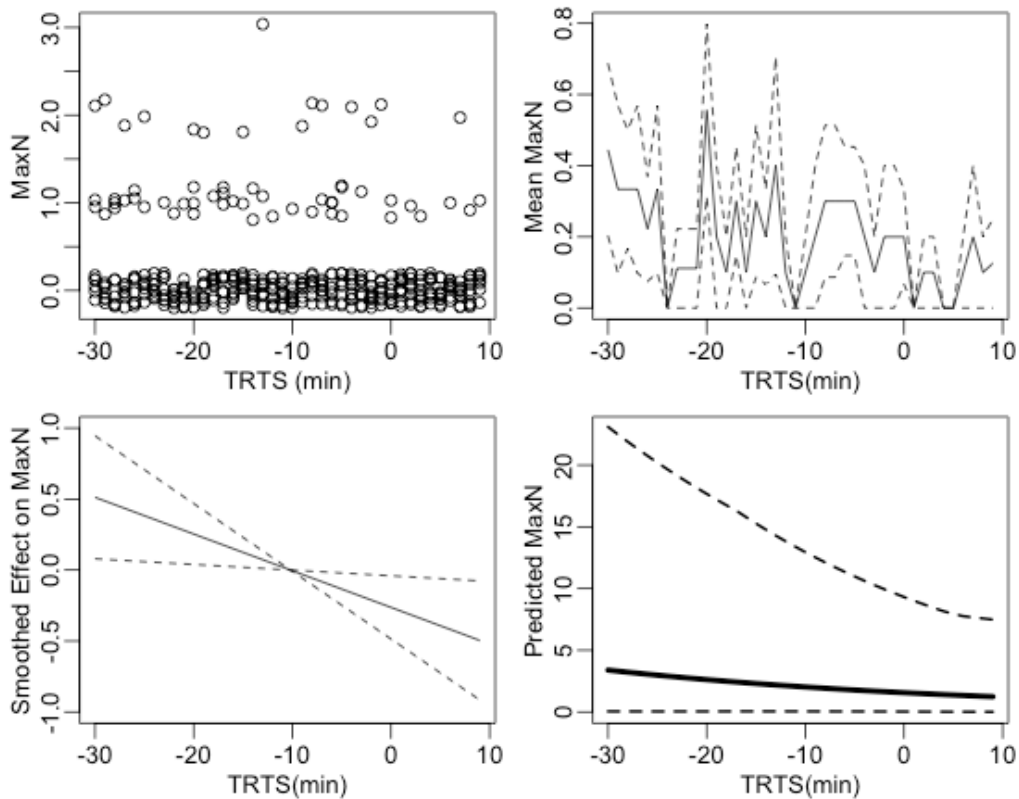 MaxN
3.0
2.0
1.0
0.0
-30 -20 -10 0 10
TRTS (min)
Mean MaxN
0.8
0.6
0.4
0.2
0.0
-30 -20 -10 0 10
TRTS(min)
Smoothed Effect on MaxN
1.0
0.5
0.0
-0.5
-1.0
-30 -20 -10 0 10
TRTS(min)
Predicted MaxN
20
15
10
5
0
-30 -20 -10 0 10
TRTS(min)